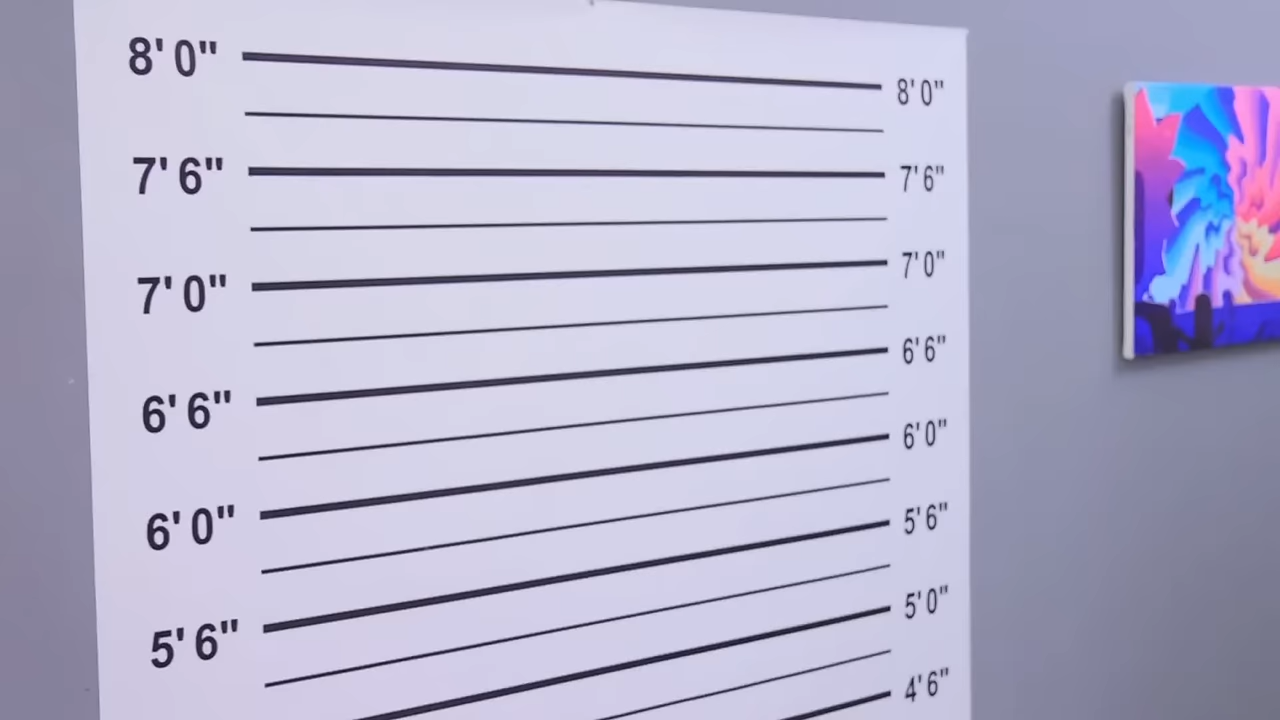 8' 0" 8' 0"
7' 6" 7' 6"
7' 0" 7' 0"
6' 6" 6' 6"
6' 0" 6' 0"
5' 6" 5' 6"
5' 0"
4' 6"